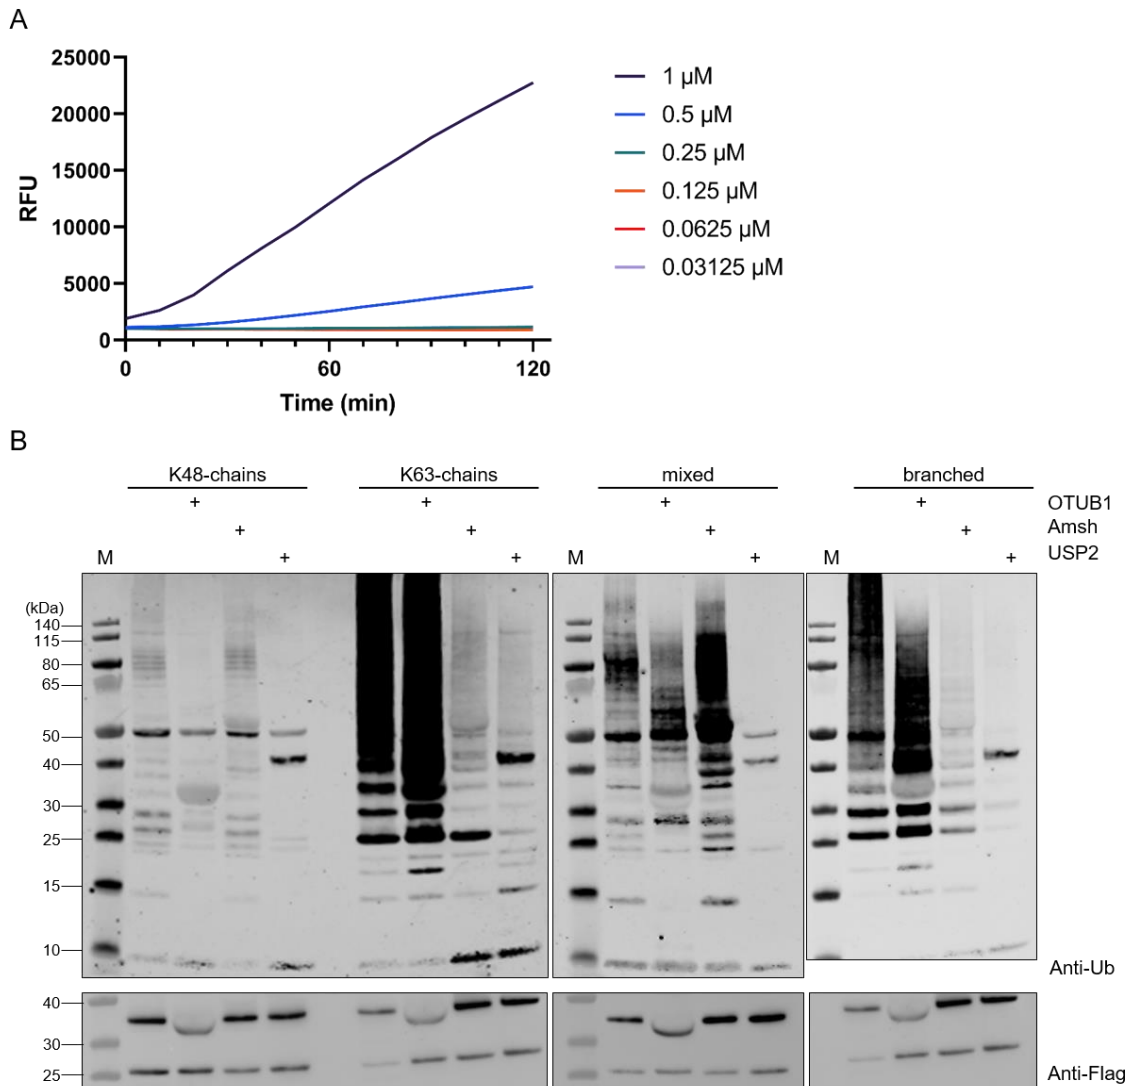 A
25000
20000
15000
10000
5000
0
RFU
0
60
120
Time (min)
1 µM
0.5 µM
0.25 µM
0.125 µM
0.0625 µM
0.03125 µM
B
K48-chains
K63-chains
mixed
branched
+ + + + OTUB1
+ + + + Amsh
M + + M + M + USP2
(kDa)
140
115
80
65
50
40
30
25
15
10
Anti-Ub
40
30
25
Anti-Flag